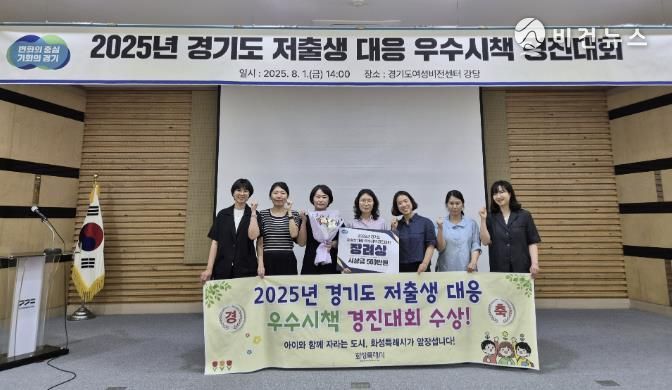 변화의 중심
기회의 경기
2025년 경기도 저출생 대응 우수시책 경진대회
비건뉴스
일시 : 2025. 8. 1.(금) 14:00 장소 : 경기도여성비전센터 강당
장려상
2025년 경기도 저출생 대응
우수시책 경진대회 수상!
경
축
아이와 함께 자라는 도시, 화성특례시가 앞장섭니다!
화성특례시